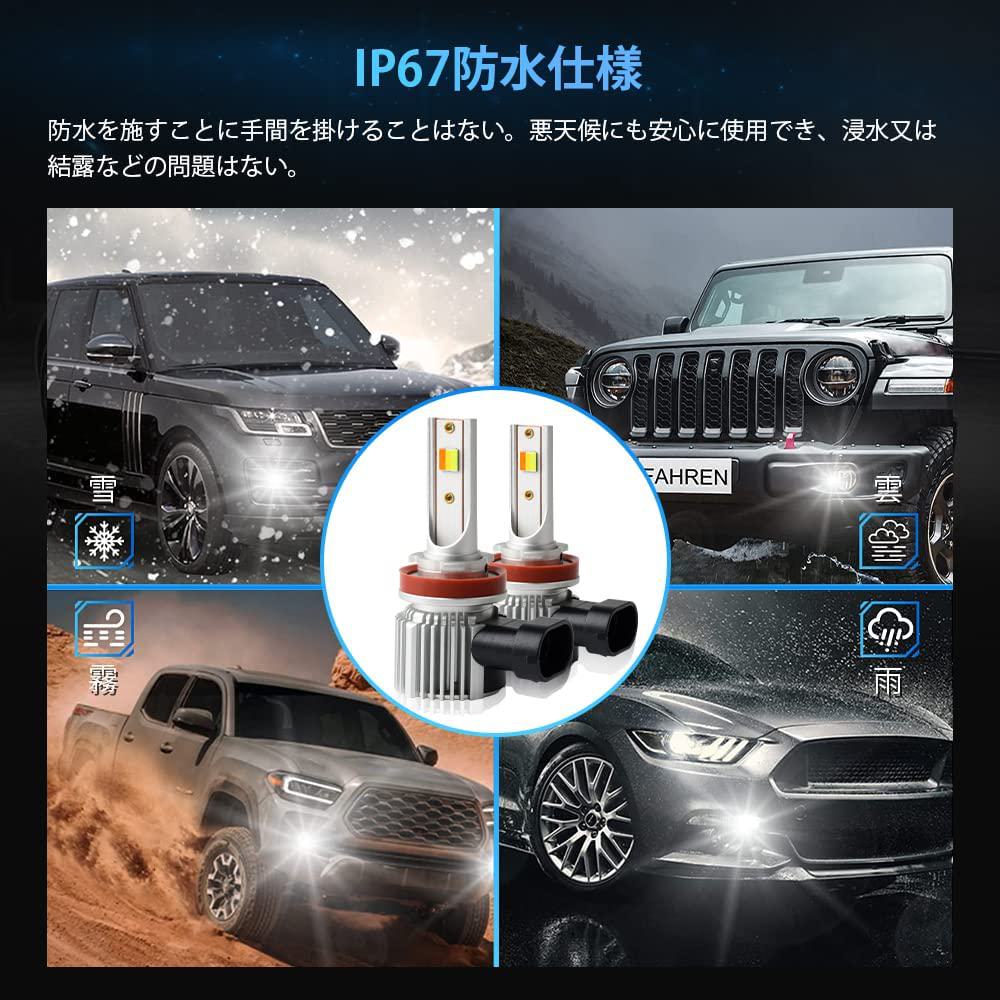 IP67防水仕様
防水を施すことに手間を掛けることはない。悪天候にも安心に使用でき、浸水又は
結露などの問題はない。
雪
FAHREN
雲
霧
雨